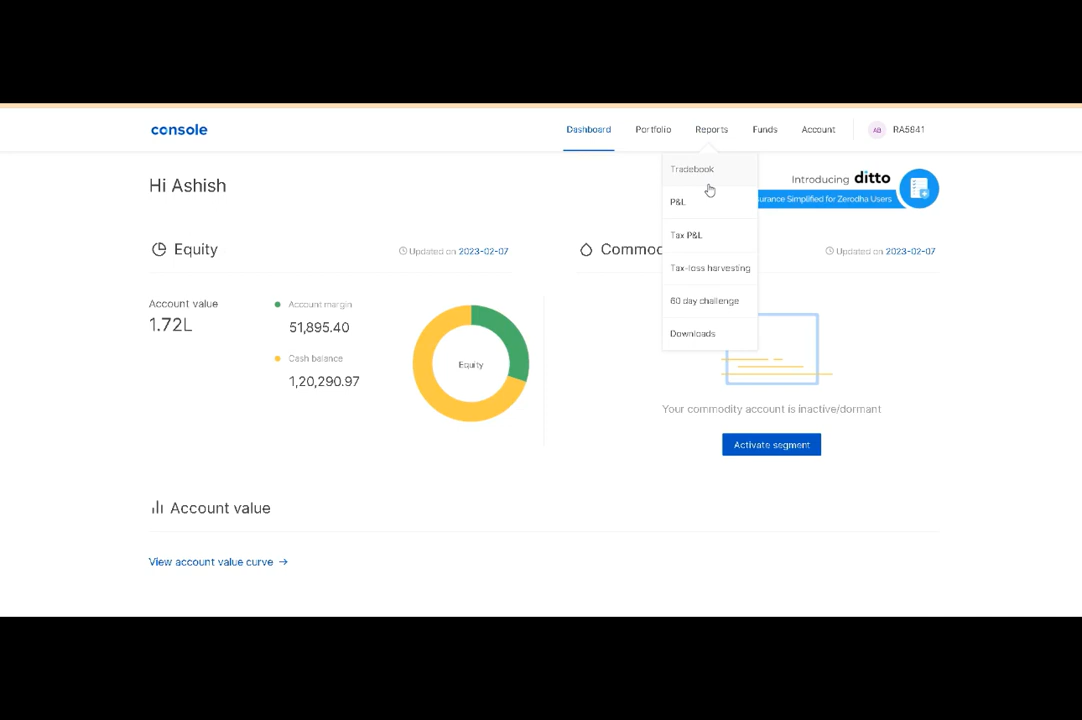 console
Dashboard Portfolio Reports Funds Account AB RA5841
Hi Ashish
Tradebook
P&L
Tax P&L
Tax-loss harvesting
60 day challenge
Downloads
Introducing ditto
urance Simplified for Zerodha Users
Equity
Updated on 2023-02-07
Commod
Updated on 2023-02-07
Account value
1.72L
Account margin
51,895.40
Cash balance
1,20,290.97
Equity
Your commodity account is inactive/dormant
Activate segment
Account value
View account value curve →